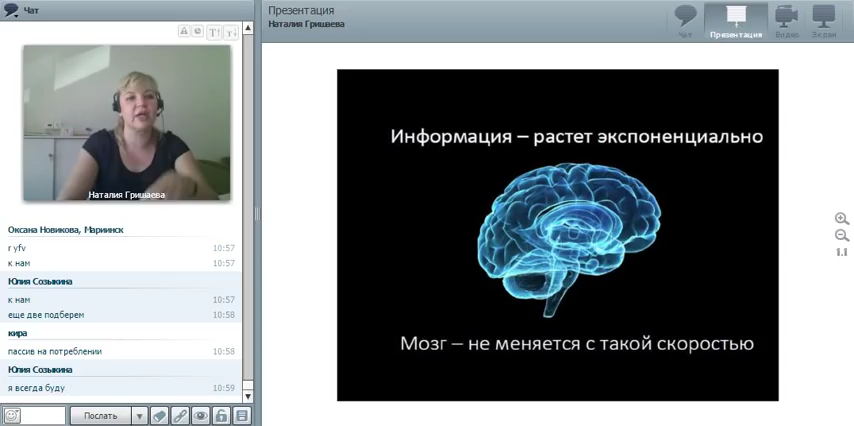 Чат
Наталия Гришаева
Оксана Новикова, Мариинск
r yfv 10:57
к нам 10:57
Юлия Созыкина
к нам 10:57
еще две подберем 10:58
кира
пассив на потреблении 10:58
Юлия Созыкина
я всегда буду 10:59
Послать
Презентация
Наталия Гришаева
Чат
Презентация
Видео
Экран
Информация – растет экспоненциально
Мозг – не меняется с такой скоростью
1.1